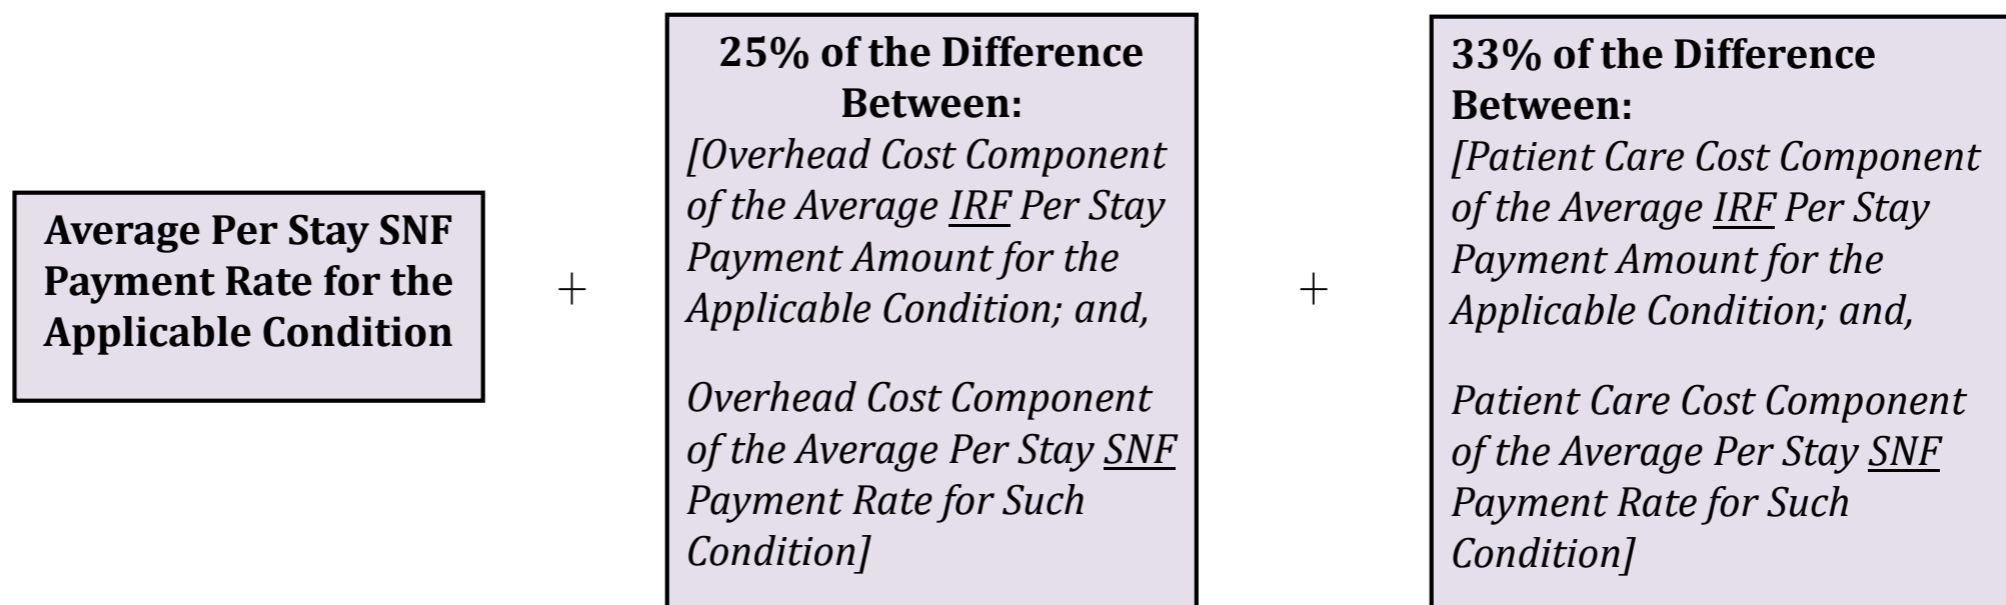 Average Per Stay SNF
Payment Rate for the
Applicable Condition
+
25% of the Difference
Between:
[Overhead Cost Component
of the Average IRF Per Stay
Payment Amount for the
Applicable Condition; and,
Overhead Cost Component
of the Average Per Stay SNF
Payment Rate for Such
Condition]
+
33% of the Difference
Between:
[Patient Care Cost Component
of the Average IRF Per Stay
Payment Amount for the
Applicable Condition; and,
Patient Care Cost Component
of the Average Per Stay SNF
Payment Rate for Such
Condition]